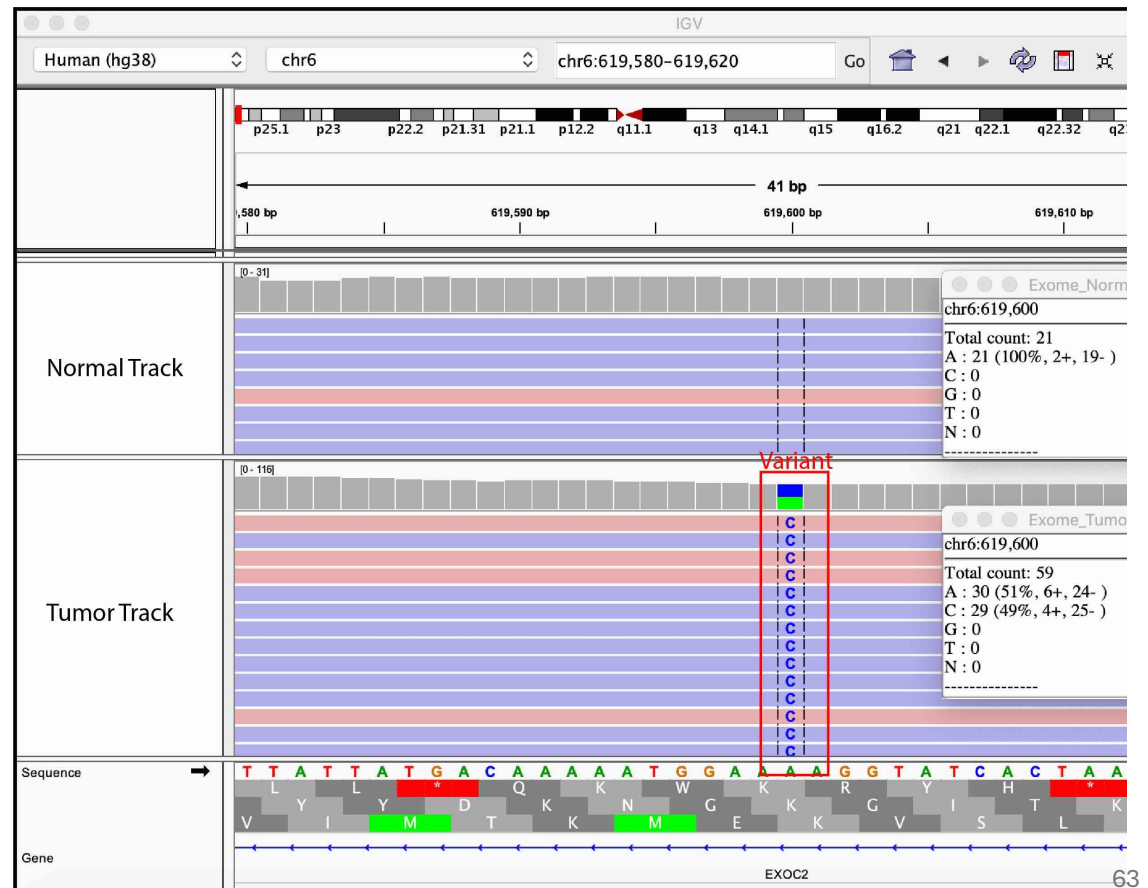 IGV
Human (hg38) chr6 chr6:619,580-619,620 Go
p25.1 p23 p22.2 p21.31 p21.1 p12.2 q11.1 q13 q14.1 q15 q16.2 q21 q22.1 q22.32
41 bp
,580 bp 619,590 bp 619,600 bp 619,610 bp
[0 - 31]
Normal Track
Exome_Norm
chr6:619,600
Total count: 21
A : 21 (100%, 2+, 19- )
C : 0
G : 0
T : 0
N : 0
---------------
[0 - 116]
Variant
Tumor Track
C
C
C
C
C
C
C
C
C
C
C
C
C
C
Exome_Tumo
chr6:619,600
Total count: 59
A : 30 (51%, 6+, 24- )
C : 29 (49%, 4+, 25- )
G : 0
T : 0
N : 0
---------------
Sequence T T A T T A T G A C A A A A A T G G A A A A G G T A T C A C T A A
L L * Q K W K R Y H *
Y Y D K N G K G I T K
V I M T K M E K V S L
Gene
EXOC2
63